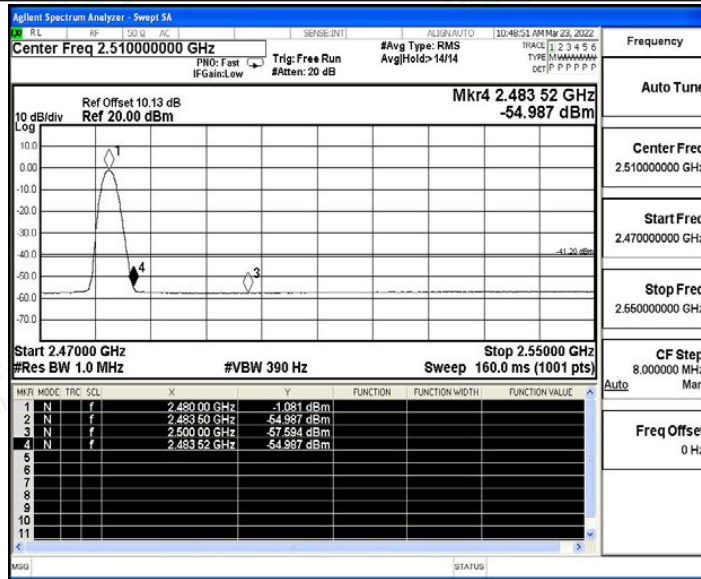 Agilent Spectrum Analyzer - Swept SA
RL RF 50 Ω AC SENSE:INT ALIGNAUTO 10:48:51 AM Mar 23, 2022
Center Freq 2.510000000 GHz
PNO: Fast
IFGain:Low
Trig: Free Run
#Atten: 20 dB
#Avg Type: RMS
Avg|Hold:> 14/14
TRACE 1 2 3 4 5 6
TYPE MWWWWW
DET P P P P P P
Mkr4 2.483 52 GHz
-54.987 dBm
Ref Offset 10.13 dB
10 dB/div Ref 20.00 dBm
Log
10.0
0.00
-10.0
-20.0
-30.0
-40.0
-50.0
-60.0
-70.0
1
4
3
-41.20 dBm
Start 2.47000 GHz Stop 2.55000 GHz
#Res BW 1.0 MHz #VBW 390 Hz Sweep 160.0 ms (1001 pts)
MKR MODE TRC SCL X Y FUNCTION FUNCTION WIDTH FUNCTION VALUE
1 N f 2.480 00 GHz -1.081 dBm
2 N f 2.483 50 GHz -54.987 dBm
3 N f 2.500 00 GHz -57.594 dBm
4 N f 2.483 52 GHz -54.987 dBm
5
6
7
8
9
10
11
MSG STATUS
Frequency
Auto Tune
Center Freq
2.510000000 GHz
Start Freq
2.470000000 GHz
Stop Freq
2.550000000 GHz
CF Step
8.000000 MHz
Auto Man
Freq Offset
0 Hz